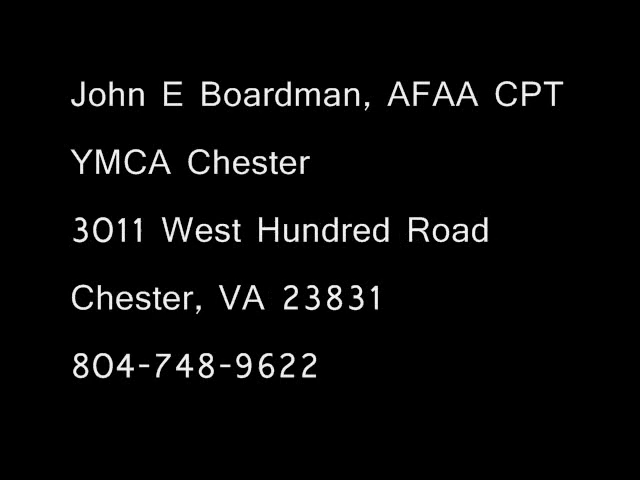 John E Boardman, AFAA CPT
YMCA Chester
3011 West Hundred Road
Chester, VA 23831
804-748-9622